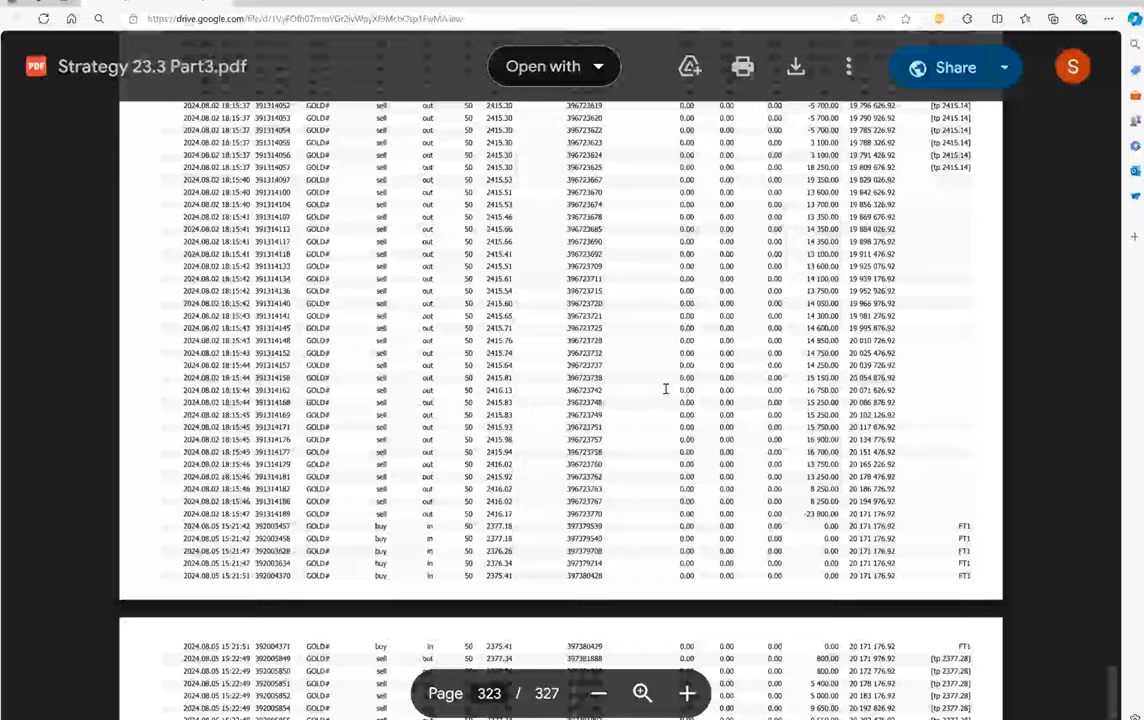 Strategy 23.3 Part3.pdf
Open with
Share
S
2024.08.02 18:15:37 391314052 GOLD# sell out 50 2415.30 396723619 0.00 0.00 0.00 -5 700.00 19 796 626.92 [tp 2415.14]
2024.08.02 18:15:37 391314053 GOLD# sell out 50 2415.30 396723620 0.00 0.00 0.00 -5 700.00 19 790 926.92 [tp 2415.14]
2024.08.02 18:15:37 391314054 GOLD# sell out 50 2415.30 396723622 0.00 0.00 0.00 -5 700.00 19 785 226.92 [tp 2415.14]
2024.08.02 18:15:37 391314055 GOLD# sell out 50 2415.30 396723623 0.00 0.00 0.00 3 100.00 19 788 326.92 [tp 2415.14]
2024.08.02 18:15:37 391314056 GOLD# sell out 50 2415.30 396723624 0.00 0.00 0.00 3 100.00 19 791 426.92 [tp 2415.14]
2024.08.02 18:15:37 391314057 GOLD# sell out 50 2415.30 396723625 0.00 0.00 0.00 18 250.00 19 809 676.92 [tp 2415.14]
2024.08.02 18:15:40 391314097 GOLD# sell out 50 2415.53 396723667 0.00 0.00 0.00 19 350.00 19 829 026.92
2024.08.02 18:15:40 391314100 GOLD# sell out 50 2415.51 396723670 0.00 0.00 0.00 13 600.00 19 842 626.92
2024.08.02 18:15:40 391314104 GOLD# sell out 50 2415.53 396723674 0.00 0.00 0.00 13 700.00 19 856 326.92
2024.08.02 18:15:41 391314107 GOLD# sell out 50 2415.46 396723678 0.00 0.00 0.00 13 350.00 19 869 676.92
2024.08.02 18:15:41 391314113 GOLD# sell out 50 2415.66 396723685 0.00 0.00 0.00 14 350.00 19 884 026.92
2024.08.02 18:15:41 391314117 GOLD# sell out 50 2415.66 396723690 0.00 0.00 0.00 14 350.00 19 898 376.92
2024.08.02 18:15:41 391314118 GOLD# sell out 50 2415.41 396723692 0.00 0.00 0.00 13 100.00 19 911 476.92
2024.08.02 18:15:42 391314133 GOLD# sell out 50 2415.51 396723709 0.00 0.00 0.00 13 600.00 19 925 076.92
2024.08.02 18:15:42 391314134 GOLD# sell out 50 2415.61 396723711 0.00 0.00 0.00 14 100.00 19 939 176.92
2024.08.02 18:15:42 391314136 GOLD# sell out 50 2415.54 396723715 0.00 0.00 0.00 13 750.00 19 952 926.92
2024.08.02 18:15:42 391314140 GOLD# sell out 50 2415.60 396723720 0.00 0.00 0.00 14 050.00 19 966 976.92
2024.08.02 18:15:43 391314141 GOLD# sell out 50 2415.65 396723721 0.00 0.00 0.00 14 300.00 19 981 276.92
2024.08.02 18:15:43 391314145 GOLD# sell out 50 2415.71 396723725 0.00 0.00 0.00 14 600.00 19 995 876.92
2024.08.02 18:15:43 391314148 GOLD# sell out 50 2415.76 396723728 0.00 0.00 0.00 14 850.00 20 010 726.92
2024.08.02 18:15:43 391314152 GOLD# sell out 50 2415.74 396723732 0.00 0.00 0.00 14 750.00 20 025 476.92
2024.08.02 18:15:44 391314157 GOLD# sell out 50 2415.64 396723737 0.00 0.00 0.00 14 250.00 20 039 726.92
2024.08.02 18:15:44 391314158 GOLD# sell out 50 2415.81 396723738 0.00 0.00 0.00 15 150.00 20 054 876.92
2024.08.02 18:15:44 391314162 GOLD# sell out 50 2416.13 396723742 0.00 0.00 0.00 16 750.00 20 071 626.92
2024.08.02 18:15:44 391314168 GOLD# sell out 50 2415.83 396723748 0.00 0.00 0.00 15 250.00 20 086 876.92
2024.08.02 18:15:45 391314169 GOLD# sell out 50 2415.83 396723749 0.00 0.00 0.00 15 250.00 20 102 126.92
2024.08.02 18:15:45 391314171 GOLD# sell out 50 2415.93 396723751 0.00 0.00 0.00 15 750.00 20 117 876.92
2024.08.02 18:15:45 391314176 GOLD# sell out 50 2415.98 396723757 0.00 0.00 0.00 16 900.00 20 134 776.92
2024.08.02 18:15:45 391314177 GOLD# sell out 50 2415.94 396723758 0.00 0.00 0.00 16 700.00 20 151 476.92
2024.08.02 18:15:46 391314179 GOLD# sell out 50 2416.02 396723760 0.00 0.00 0.00 13 750.00 20 165 226.92
2024.08.02 18:15:46 391314181 GOLD# sell out 50 2415.92 396723762 0.00 0.00 0.00 13 250.00 20 178 476.92
2024.08.02 18:15:46 391314182 GOLD# sell out 50 2416.02 396723763 0.00 0.00 0.00 8 250.00 20 186 726.92
2024.08.02 18:15:46 391314186 GOLD# sell out 50 2416.02 396723767 0.00 0.00 0.00 8 250.00 20 194 976.92
2024.08.02 18:15:47 391314189 GOLD# sell out 50 2416.17 396723770 0.00 0.00 0.00 -23 800.00 20 171 176.92
2024.08.05 15:21:42 392003457 GOLD# buy in 50 2377.18 397379539 0.00 0.00 0.00 0.00 20 171 176.92 FT1
2024.08.05 15:21:42 392003458 GOLD# buy in 50 2377.18 397379540 0.00 0.00 0.00 0.00 20 171 176.92 FT1
2024.08.05 15:21:47 392003628 GOLD# buy in 50 2376.26 397379708 0.00 0.00 0.00 0.00 20 171 176.92 FT1
2024.08.05 15:21:47 392003634 GOLD# buy in 50 2376.34 397379714 0.00 0.00 0.00 0.00 20 171 176.92 FT1
2024.08.05 15:21:51 392004370 GOLD# buy in 50 2375.41 397380428 0.00 0.00 0.00 0.00 20 171 176.92 FT1
2024.08.05 15:21:51 392004371 GOLD# buy in 50 2375.41 397380429 0.00 0.00 0.00 0.00 20 171 176.92 FT1
2024.08.05 15:22:49 392005849 GOLD# sell out 50 2377.34 397381888 0.00 0.00 0.00 800.00 20 171 976.92 [tp 2377.28]
2024.08.05 15:22:49 392005850 GOLD# sell 0.00 0.00 0.00 800.00 20 172 776.92 [tp 2377.28]
2024.08.05 15:22:49 392005851 GOLD# sell 5 400.00 20 178 176.92 [tp 2377.28]
2024.08.05 15:22:49 392005852 GOLD# sell 5 000.00 20 183 176.92 [tp 2377.28]
2024.08.05 15:22:49 392005854 GOLD# sell 9 650.00 20 192 826.92 [tp 2377.28]
Page 323 / 327